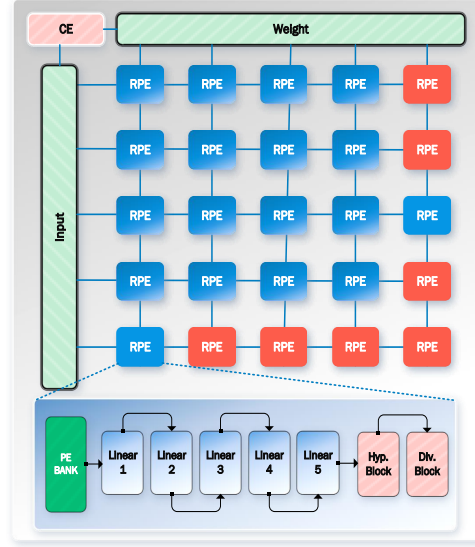 CE
Weight
Input
RPE RPE RPE RPE RPE
RPE RPE RPE RPE RPE
RPE RPE RPE RPE RPE
RPE RPE RPE RPE RPE
RPE RPE RPE RPE RPE
PE
BANK
Linear
1
Linear
2
Linear
3
Linear
4
Linear
5
Hyp.
Block
Div.
Block